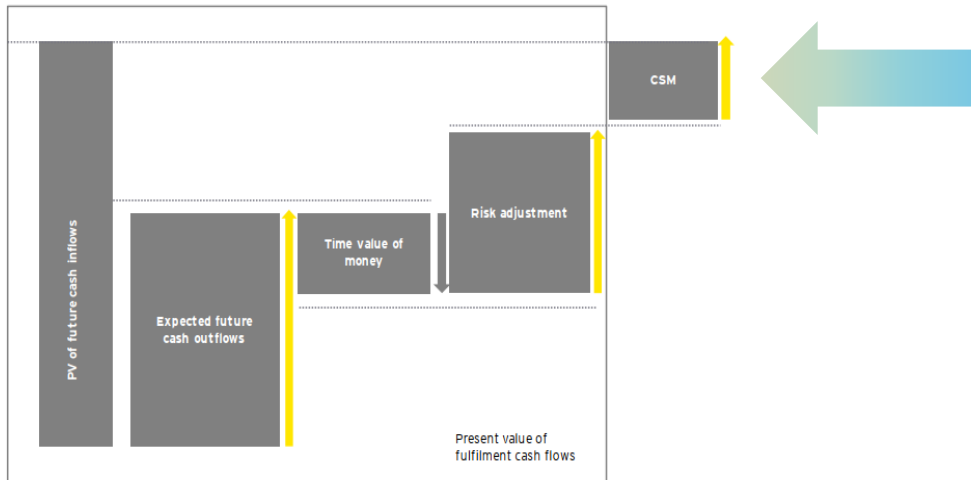 PV of future cash inflows
Expected future
cash outflows
Time value of
money
Risk adjustment
CSM
Present value of
fulfilment cash flows